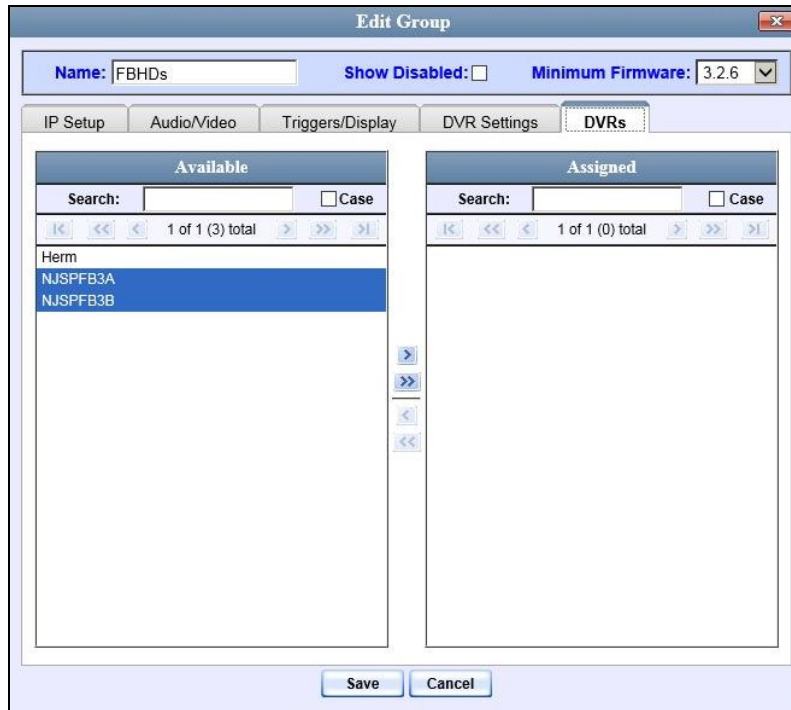 Edit Group
Name: FBHDs Show Disabled: Minimum Firmware: 3.2.6
IP Setup Audio/Video Triggers/Display DVR Settings DVRs
Available Assigned
Search: Case Search: Case
|< << < 1 of 1 (3) total > >> >| |< << < 1 of 1 (0) total > >> >|
Herm
NJSPFB3A
NJSPFB3B
>
>>
<
<<
Save Cancel